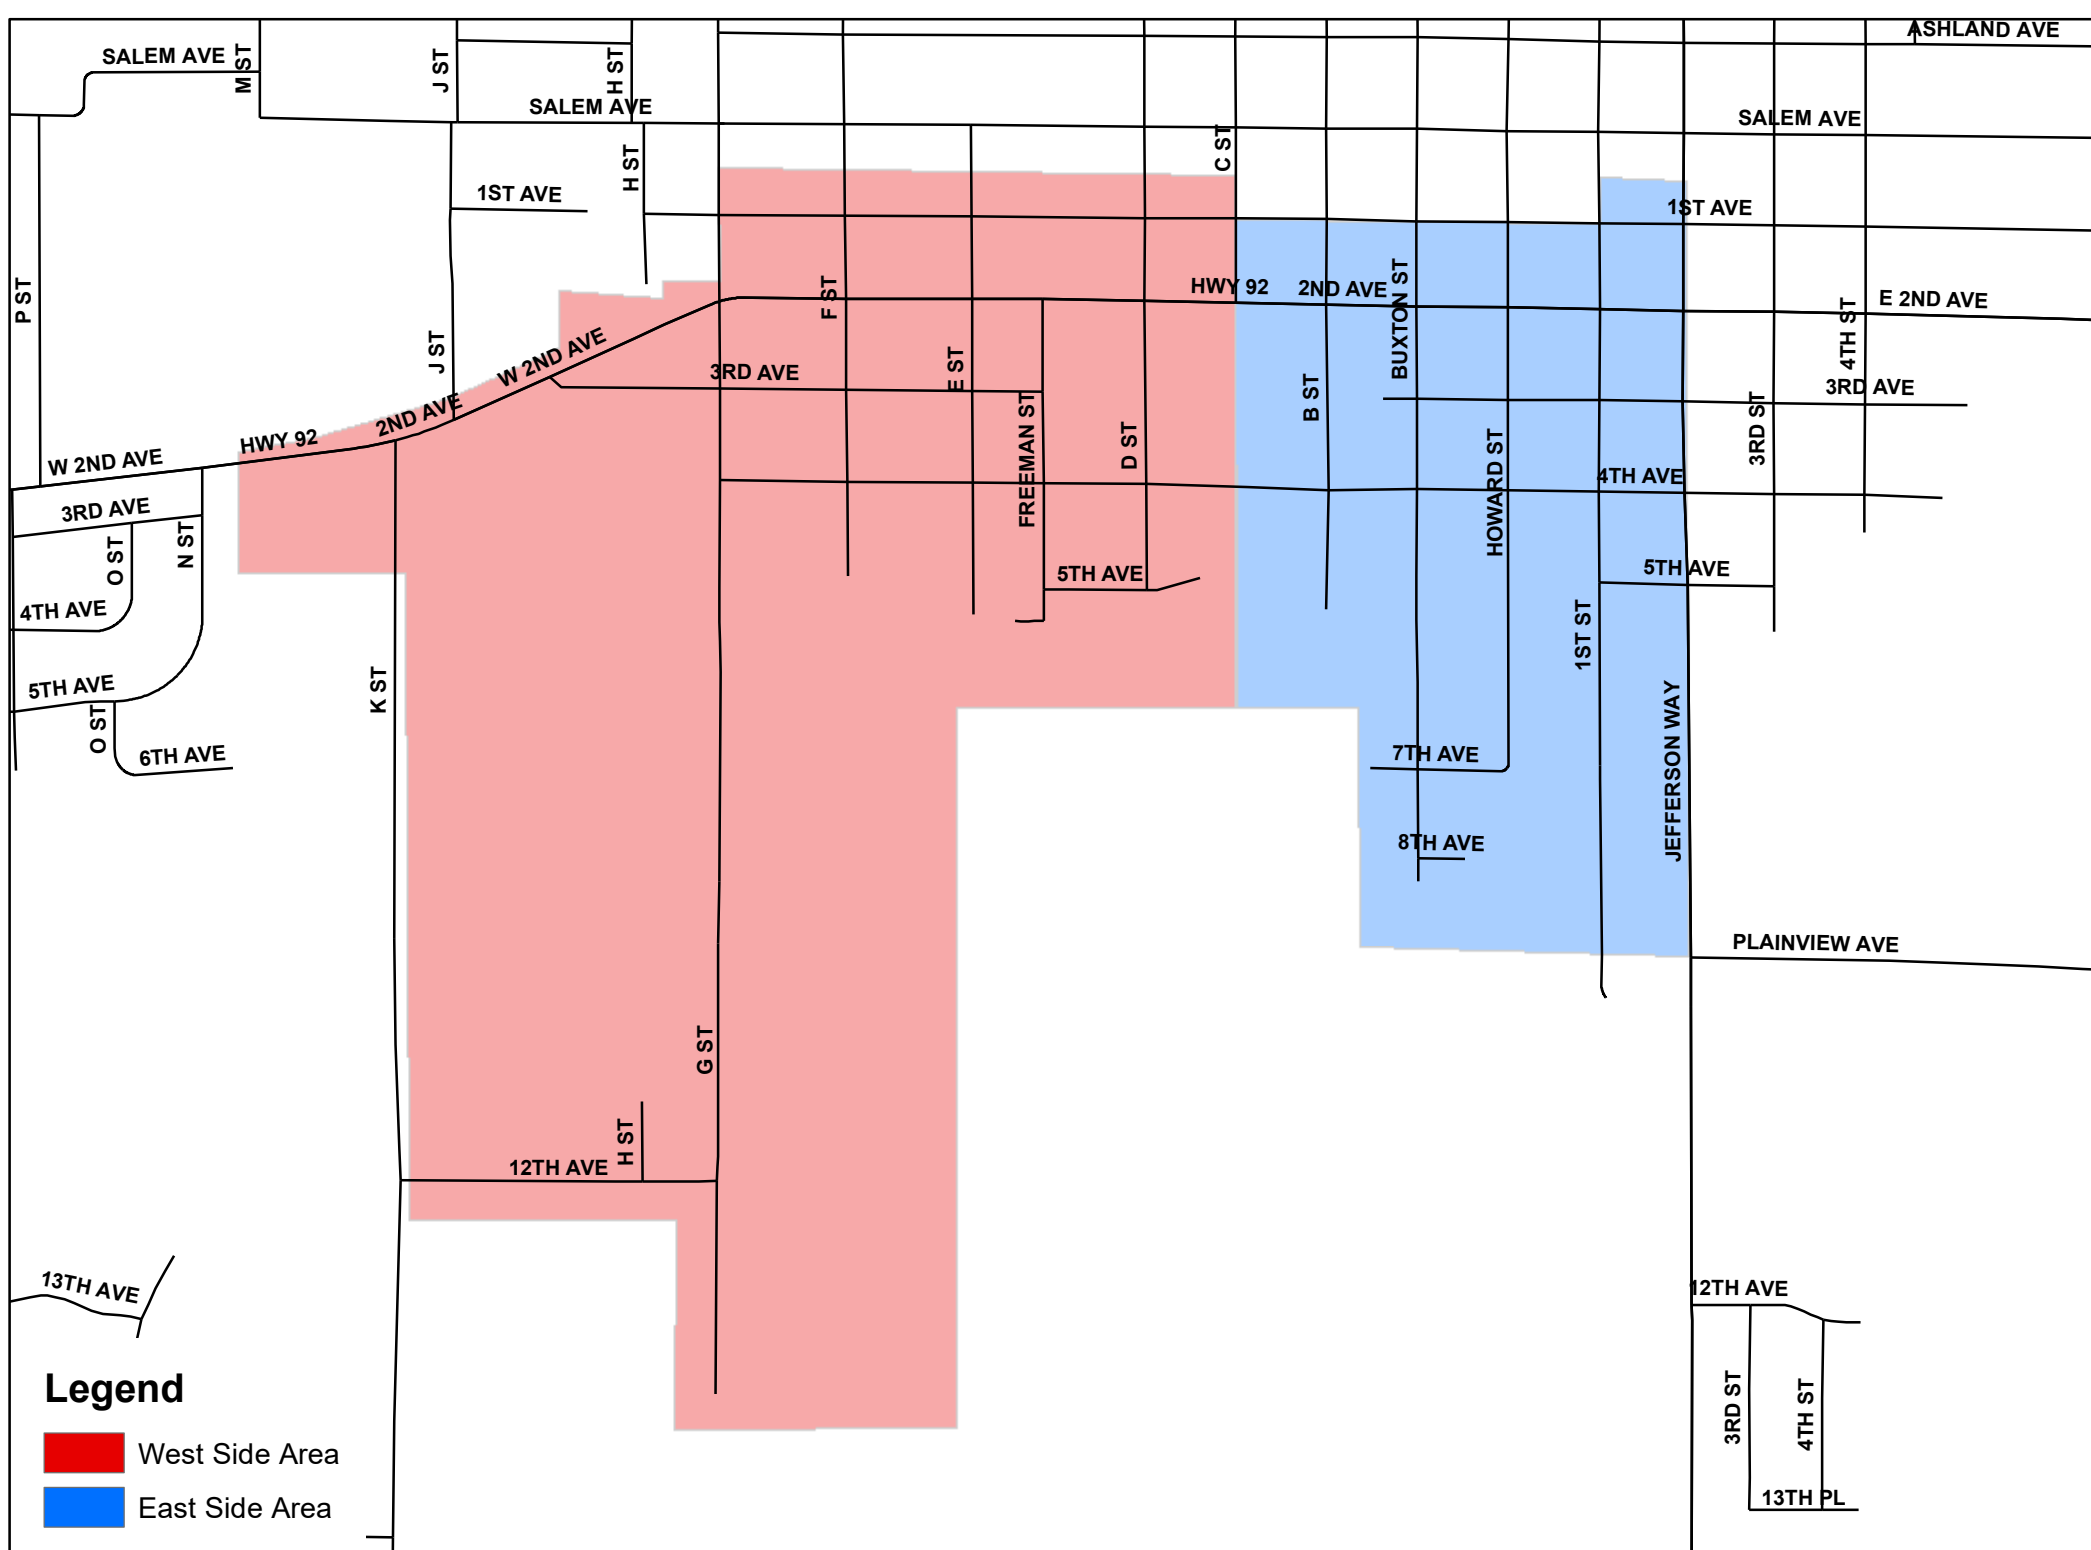 ASHLAND AVE
SALEM AVE
M ST
J ST
H ST
SALEM AVE
SALEM AVE
C ST
H ST
1ST AVE
1ST AVE
P ST
F ST
HWY 92
2ND AVE
BUXTON ST
E 2ND AVE
4TH ST
J ST
W 2ND AVE
3RD AVE
E ST
B ST
3RD AVE
2ND AVE
HWY 92
FREEMAN ST
D ST
3RD ST
W 2ND AVE
HOWARD ST
4TH AVE
3RD AVE
N ST
O ST
5TH AVE
5TH AVE
4TH AVE
1ST ST
5TH AVE
K ST
O ST
6TH AVE
7TH AVE
JEFFERSON WAY
8TH AVE
PLAINVIEW AVE
G ST
H ST
12TH AVE
13TH AVE
12TH AVE
3RD ST
4TH ST
13TH PL
Legend
West Side Area
East Side Area